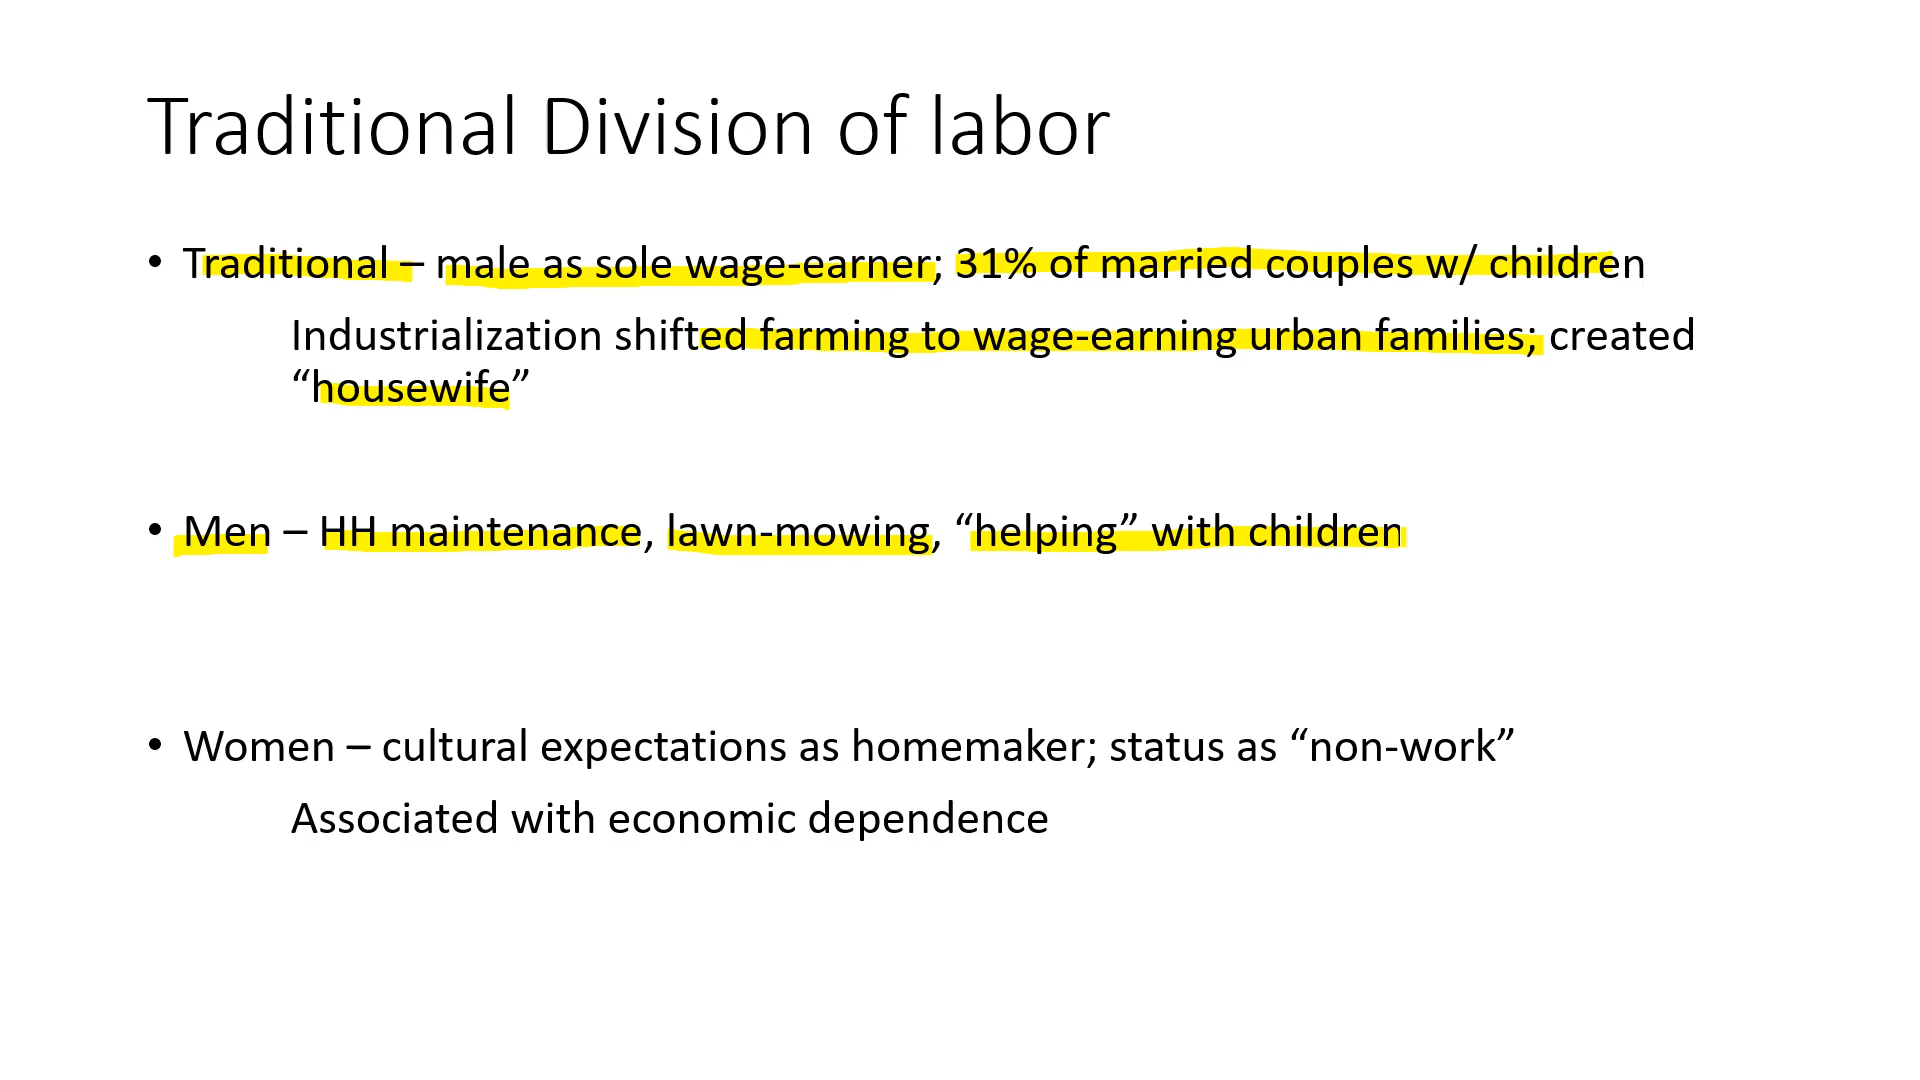 Traditional Division of labor
• Traditional – male as sole wage-earner; 31% of married couples w/ children
Industrialization shifted farming to wage-earning urban families; created
“housewife”
• Men – HH maintenance, lawn-mowing, “helping” with children
• Women – cultural expectations as homemaker; status as “non-work”
Associated with economic dependence